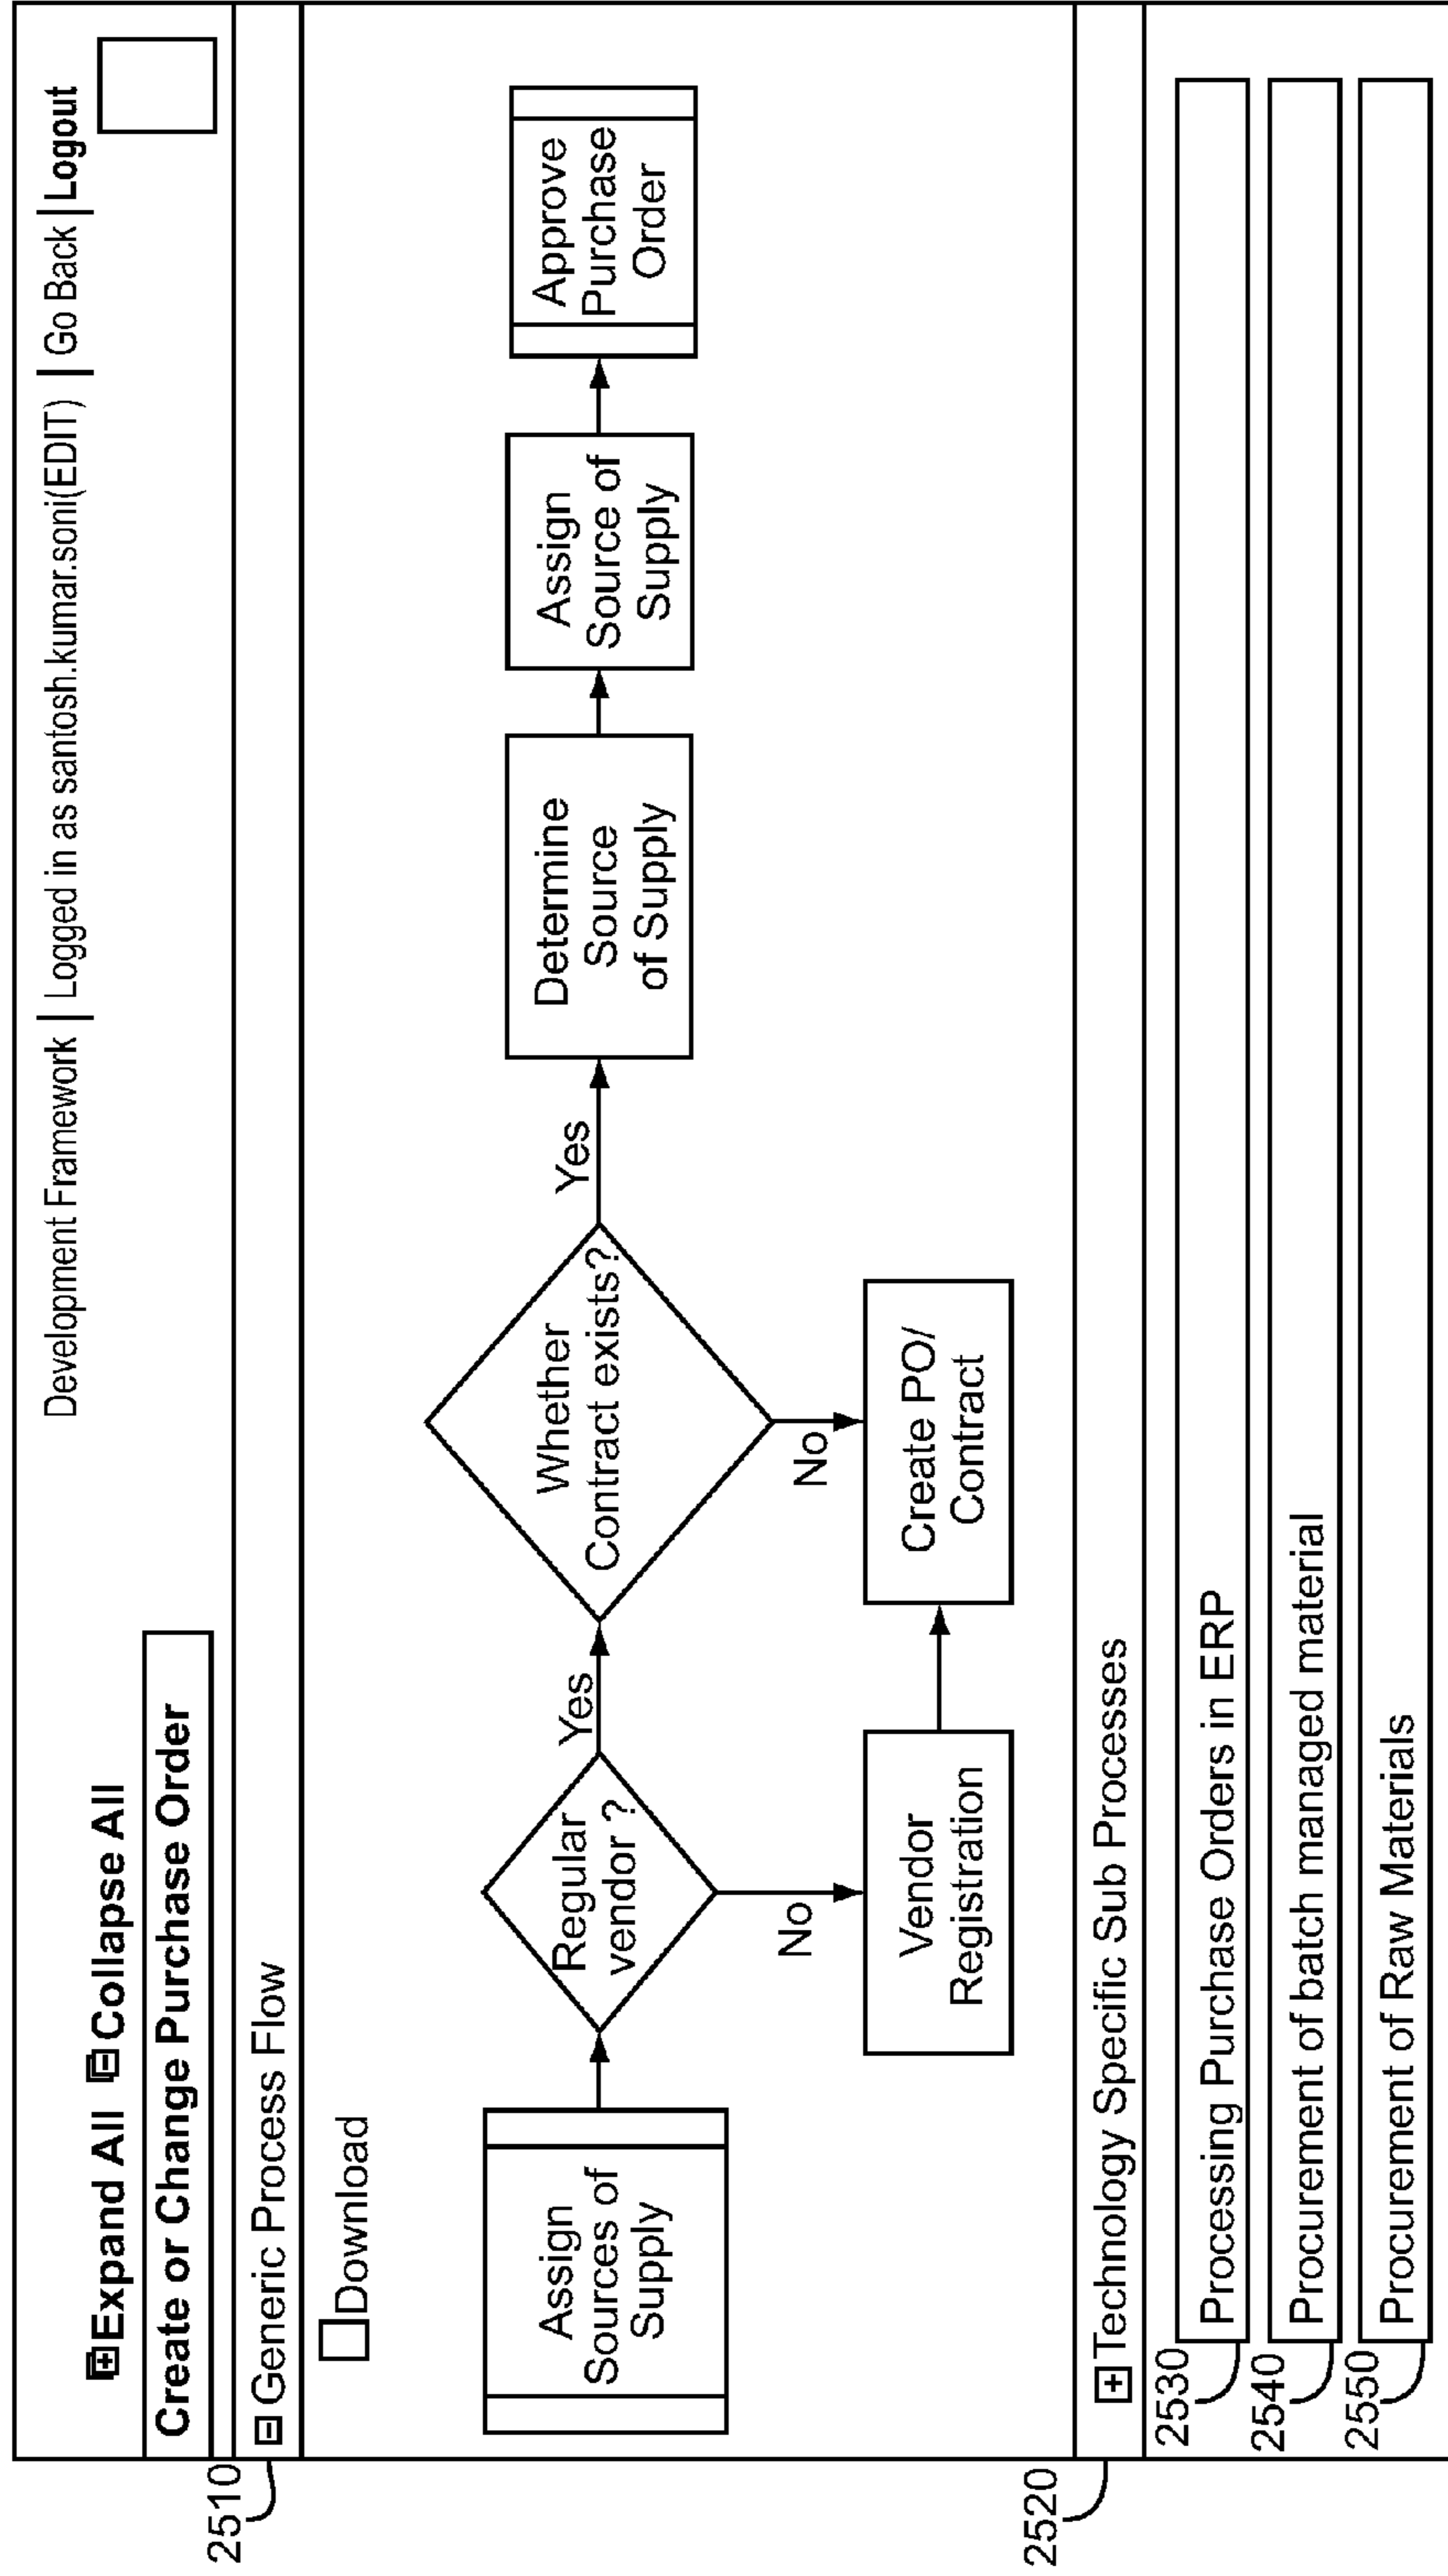 Development Framework | Logged in as santosh.kumar.soni(EDIT) | Go Back | Logout
Expand All Collapse All
Create or Change Purchase Order
2510
Generic Process Flow
Download
Assign
Sources of
Supply
Regular
vendor ?
Yes
No
Whether
Contract exists?
Yes
No
Determine
Source
of Supply
Assign
Source of
Supply
Approve
Purchase
Order
Vendor
Registration
Create PO/
Contract
2520
Technology Specific Sub Processes
2530
Processing Purchase Orders in ERP
2540
Procurement of batch managed material
2550
Procurement of Raw Materials